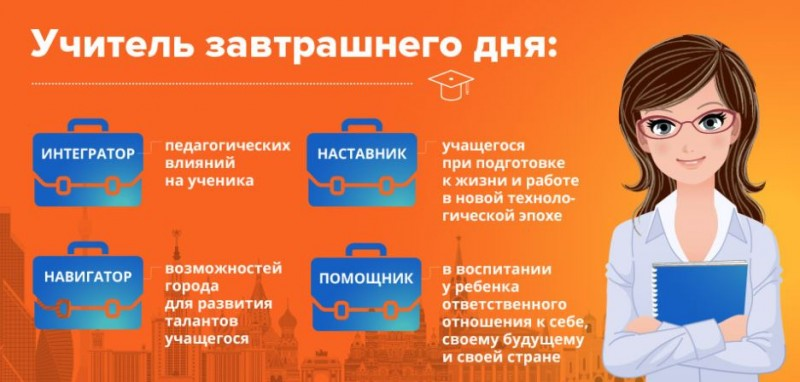 Учитель завтрашнего дня:
ИНТЕГРАТОР
педагогических
влияний
на ученика
НАСТАВНИК
учащегося
при подготовке
к жизни и работе
в новой техноло-
гической эпохе
НАВИГАТОР
возможностей
города
для развития
талантов
учащегося
ПОМОЩНИК
в воспитании
у ребенка
ответственного
отношения к себе,
своему будущему
и своей стране